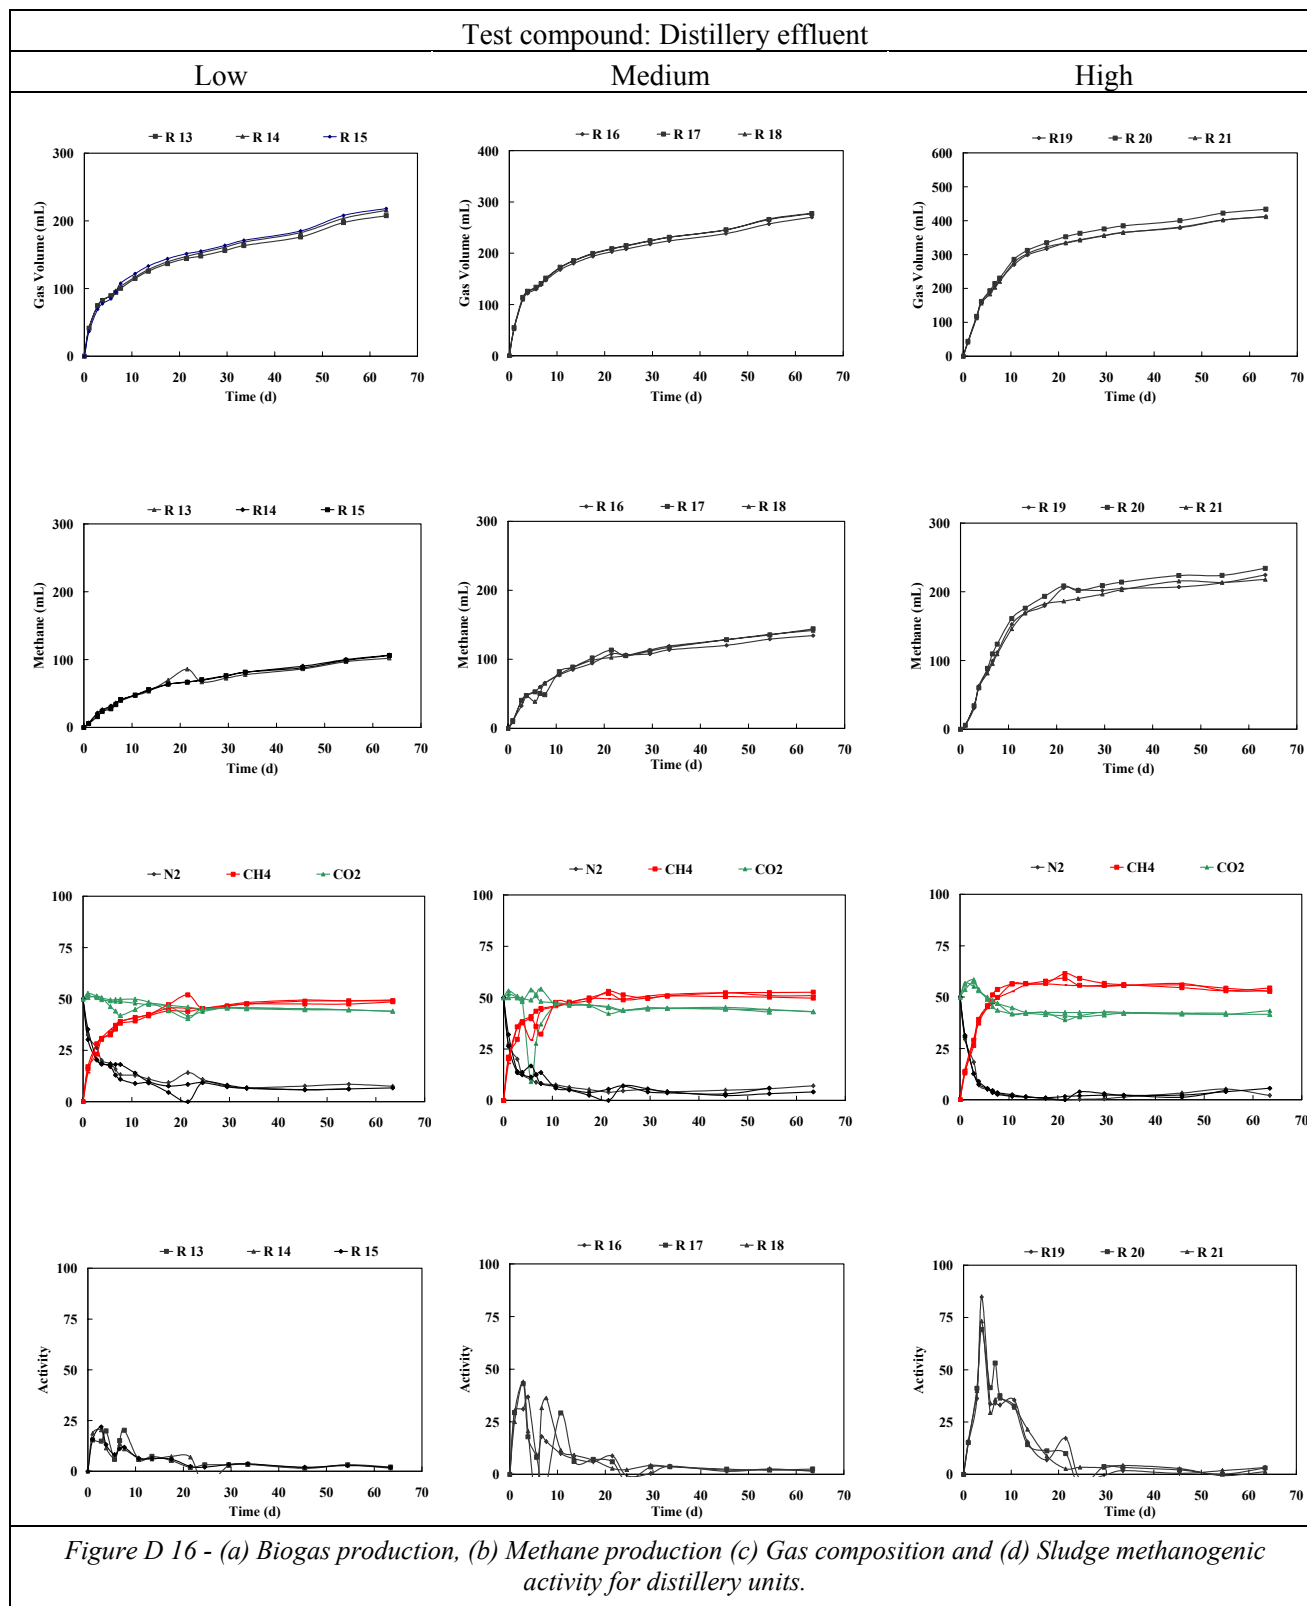 Test compound: Distillery effluent
Low Medium High
R 13 R 14 R 15
300
200
100
0
Gas Volume (mL)
0 10 20 30 40 50 60 70
Time (d)
R 16 R 17 R 18
400
300
200
100
0
Gas Volume (mL)
0 10 20 30 40 50 60 70
Time (d)
R19 R 20 R 21
600
500
400
300
200
100
0
Gas Volume (mL)
0 10 20 30 40 50 60 70
Time (d)
R 13 R14 R 15
300
200
100
0
Methane (mL)
0 10 20 30 40 50 60 70
Time (d)
R 16 R 17 R 18
300
200
100
0
Methane (mL)
0 10 20 30 40 50 60 70
Time (d)
R 19 R 20 R 21
300
200
100
0
Methane (mL)
0 10 20 30 40 50 60 70
Time (d)
N2 CH4 CO2
100
75
50
25
0
0 10 20 30 40 50 60 70
N2 CH4 CO2
100
75
50
25
0
0 10 20 30 40 50 60 70
N2 CH4 CO2
100
75
50
25
0
0 10 20 30 40 50 60 70
R 13 R 14 R 15
100
75
50
25
0
Activity
0 10 20 30 40 50 60 70
Time (d)
R 16 R 17 R 18
100
75
50
25
0
Activity
0 10 20 30 40 50 60 70
Time (d)
R19 R 20 R 21
100
75
50
25
0
Activity
0 10 20 30 40 50 60 70
Time (d)
Figure D 16 - (a) Biogas production, (b) Methane production (c) Gas composition and (d) Sludge methanogenic
activity for distillery units.